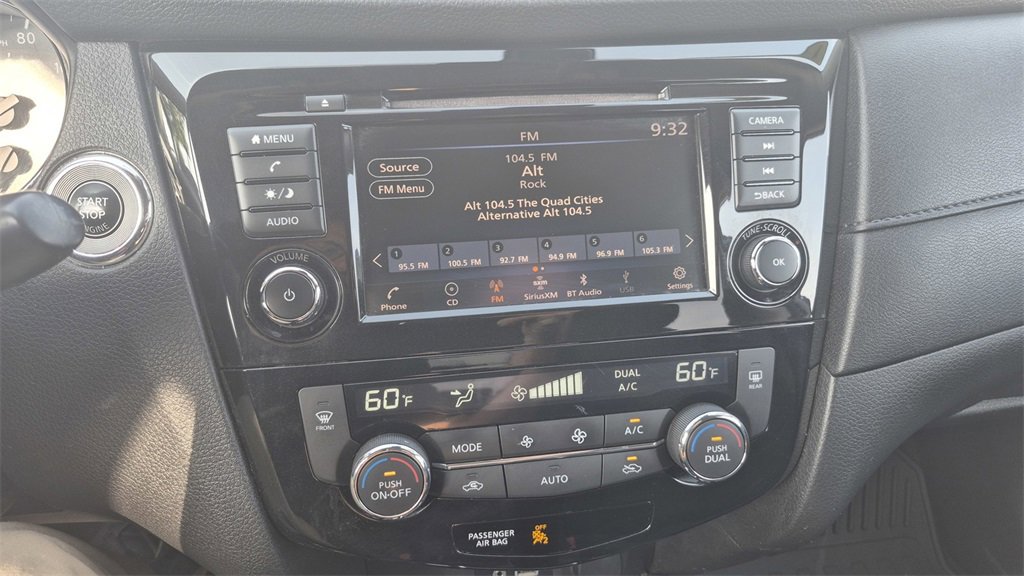 80
START
STOP
ENGINE
MENU
AUDIO
VOLUME
FM
9:32
Source
FM Menu
104.5 FM
Alt
Rock
Alt 104.5 The Quad Cities
Alternative Alt 104.5
1 2 3 4 5 6
95.5 FM 100.5 FM 92.7 FM 94.9 FM 96.9 FM 105.3 FM
Phone CD FM sxm SiriusXM BT Audio USB Settings
CAMERA
BACK
TUNE-SCROLL
OK
60°F
DUAL
A/C
60°F
FRONT
REAR
MODE
A/C
AUTO
PUSH
ON-OFF
PUSH
DUAL
PASSENGER
AIR BAG
OFF